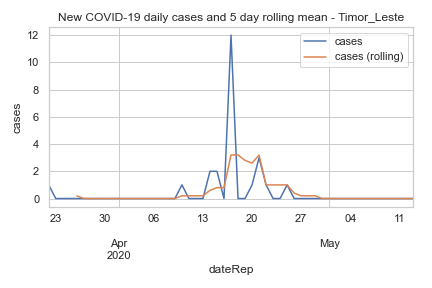 New COVID-19 daily cases and 5 day rolling mean - Timor_Leste
cases
cases (rolling)
12
10
8
6
4
2
0
cases
23 30 06 13 20 27 04 11
Apr May
2020
dateRep